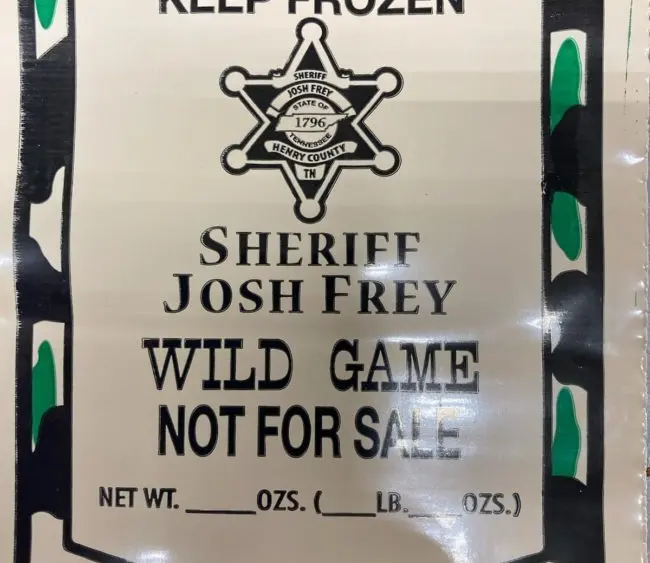 KEEP FROZEN
SHERIFF
JOSH FREY
STATE OF
1796
TENNESSEE
HENRY COUNTY
TN
SHERIFF
JOSH FREY
WILD GAME
NOT FOR SALE
NET WT. _____OZS. (____LB.____OZS.)